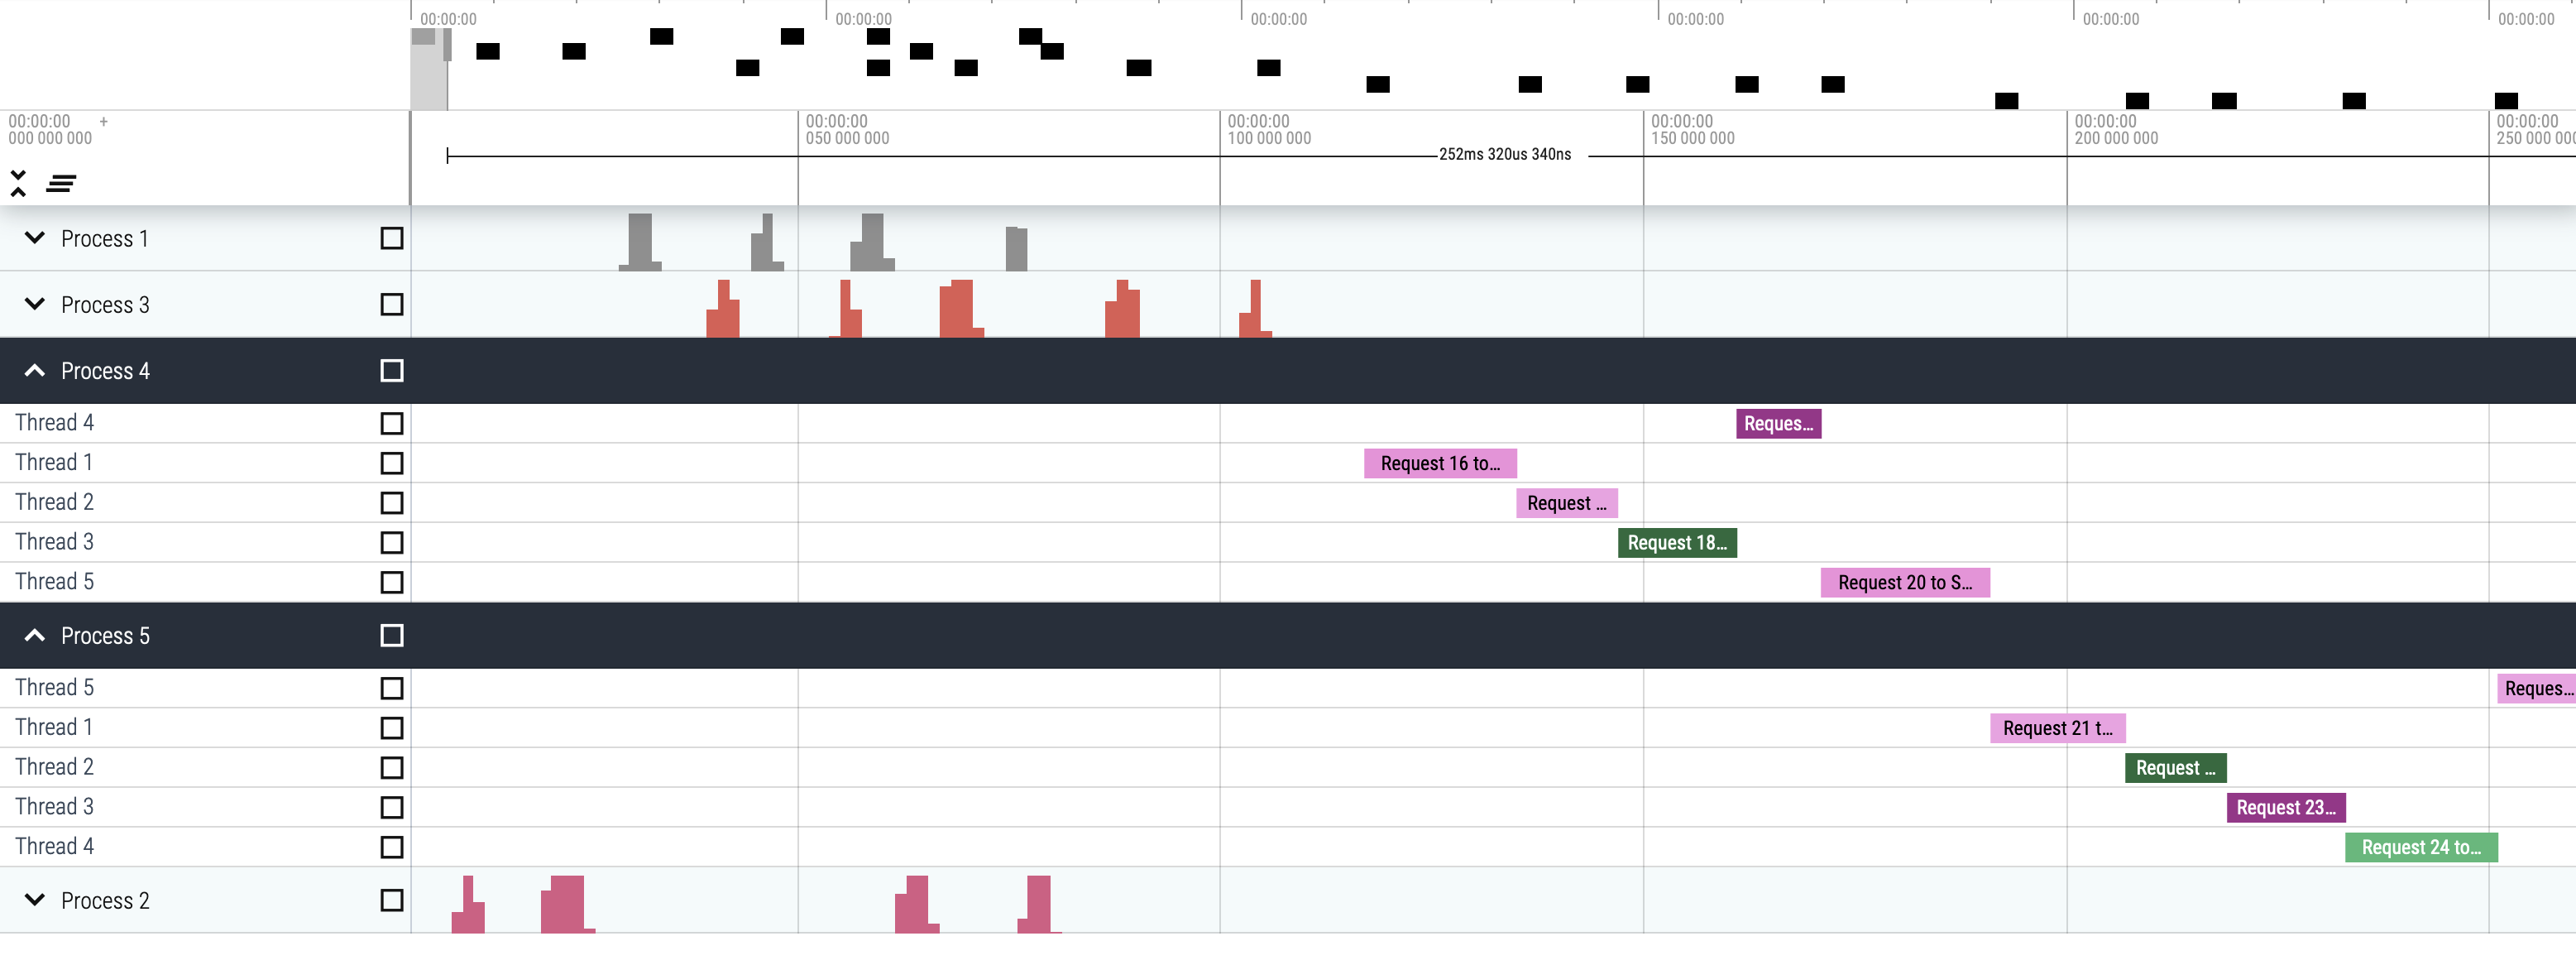 00:00:00
00:00:00
00:00:00
00:00:00
00:00:00
00:00:00
00:00:00 +
000 000 000
00:00:00
050 000 000
00:00:00
100 000 000
00:00:00
150 000 000
00:00:00
200 000 000
00:00:00
250 000 00
252ms 320us 340ns
Process 1
Process 3
Process 4
Thread 4
Reques...
Thread 1
Request 16 to...
Thread 2
Request ...
Thread 3
Request 18...
Thread 5
Request 20 to S...
Process 5
Thread 5
Reques...
Thread 1
Request 21 t...
Thread 2
Request ...
Thread 3
Request 23...
Thread 4
Request 24 to...
Process 2